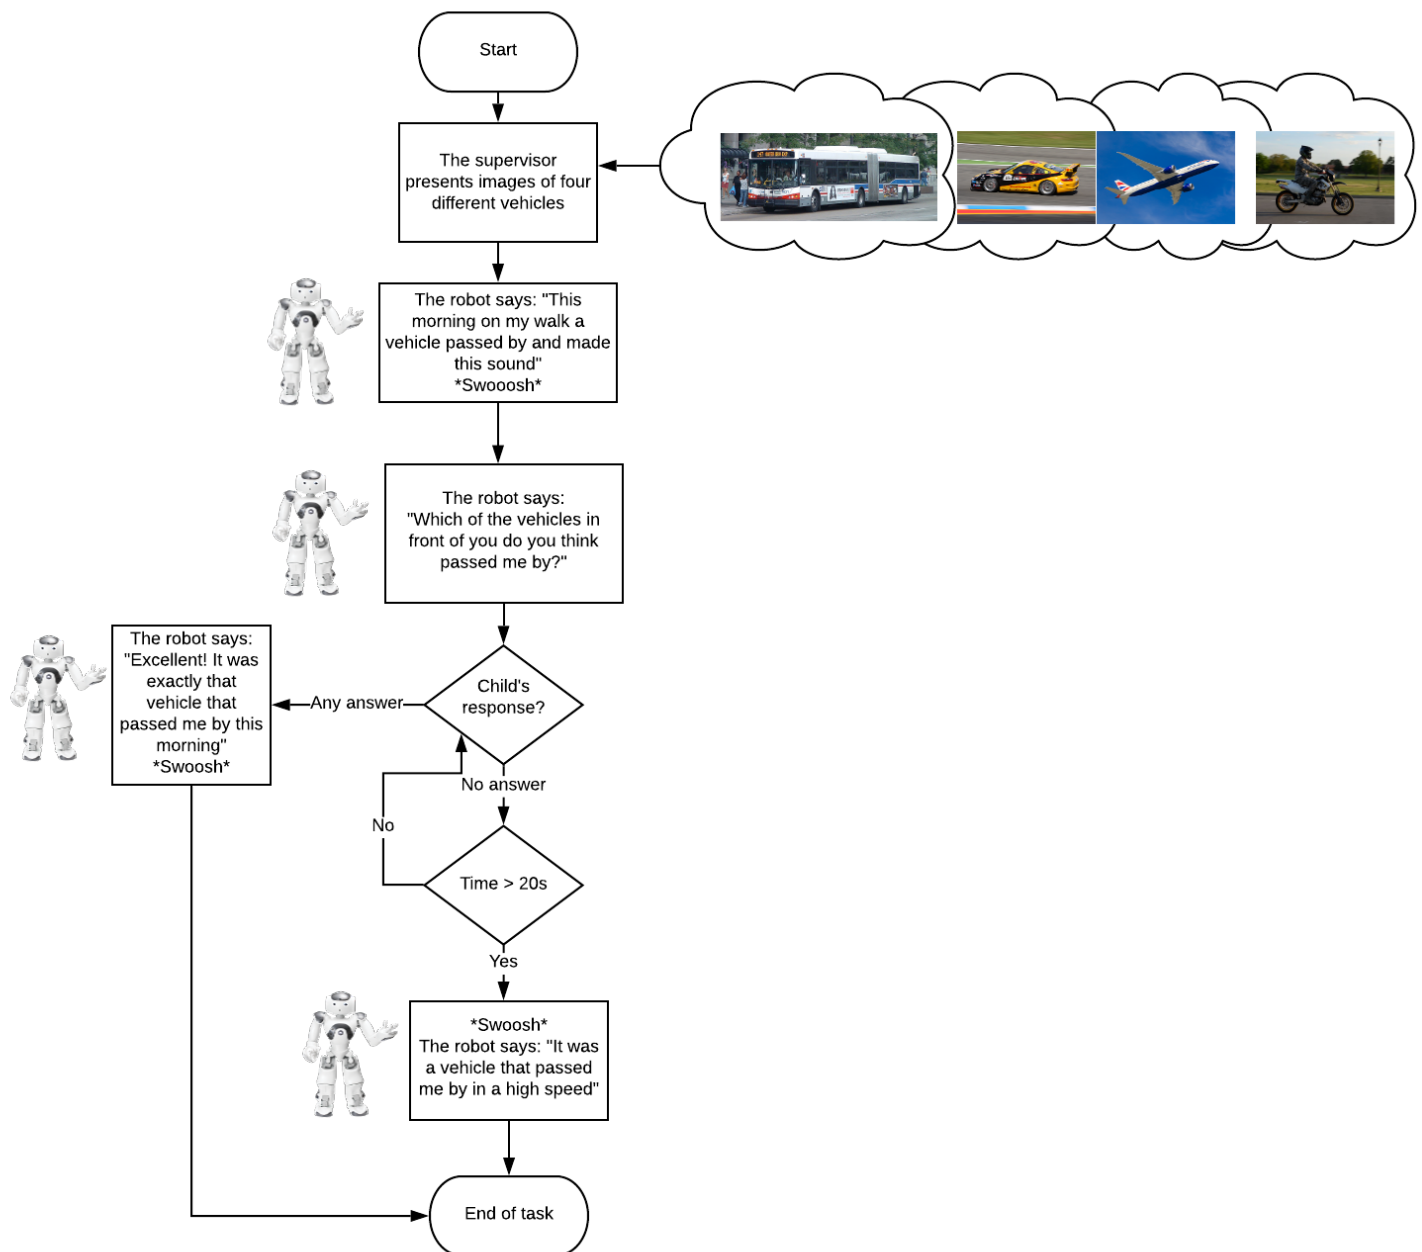 Start
The supervisor
presents images of four
different vehicles
The robot says: "This
morning on my walk a
vehicle passed by and made
this sound"
*Swooosh*
The robot says:
"Which of the vehicles in
front of you do you think
passed me by?"
Child's
response?
Any answer
The robot says:
"Excellent! It was
exactly that
vehicle that
passed me by this
morning"
*Swoosh*
No answer
No
Time > 20s
Yes
*Swoosh*
The robot says: "It was
a vehicle that passed
me by in a high speed"
End of task